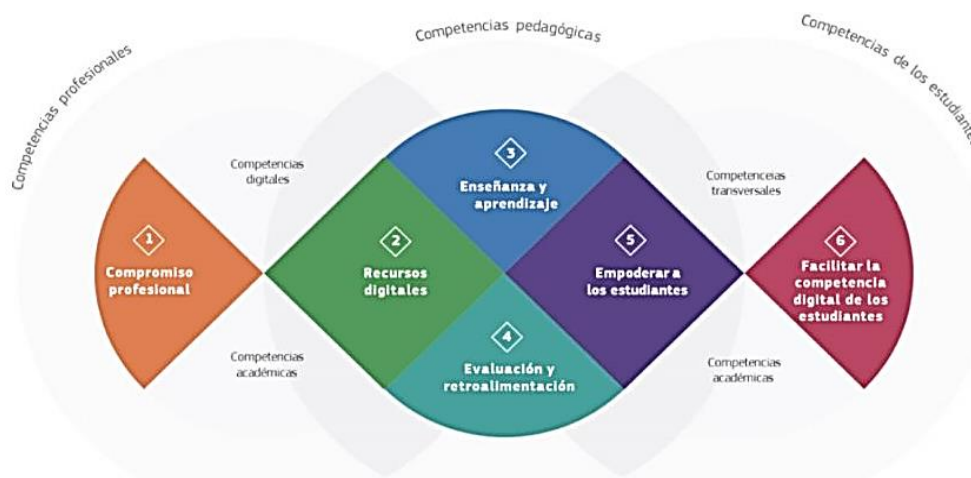 Competencias profesionales
Competencias pedagógicas
Competencias de los estudiantes
Competencias
digitales
Competenceias
transversales
1
Compromiso
profesional
2
Recursos
digitales
3
Enseñanza y
aprendizaje
4
Evaluación y
retroalimentación
5
Empoderar a
los estudiantes
6
Facilitar la
competencia
digital de los
estudiantes
Competencias
académicas
Competencias
académicas